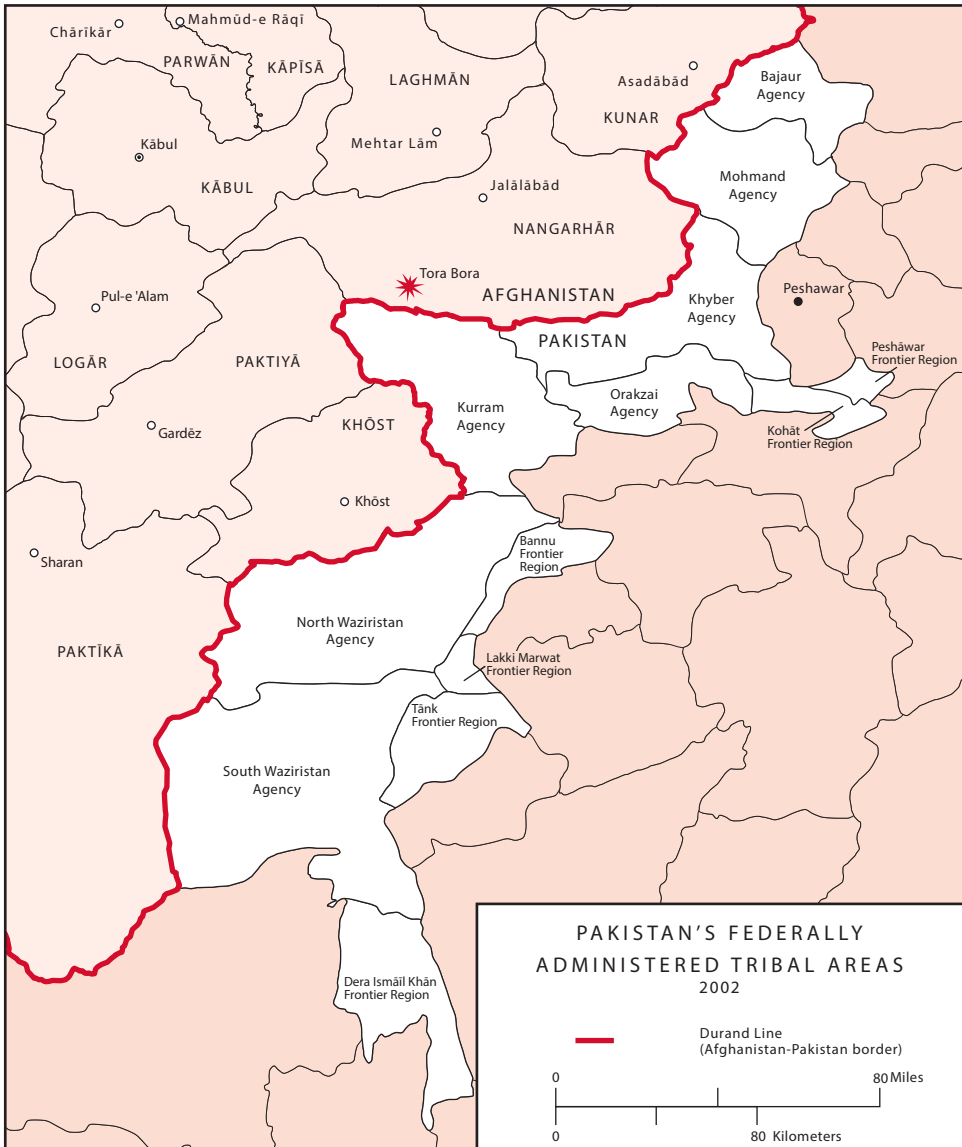 Chārīkār
Mahmūd-e Rāqī
PARWĀN
KĀPĪSĀ
LAGHMĀN
Asadābād
Bajaur
Agency
KUNAR
Mehtar Lām
Kābul
Mohmand
Agency
KĀBUL
Jalālābād
NANGARHĀR
Tora Bora
AFGHANISTAN
Peshawar
Pul-e 'Alam
Khyber
Agency
PAKISTAN
Peshāwar
Frontier Region
LOGĀR
PAKTIYĀ
Orakzai
Agency
Kurram
Agency
KHŌST
Gardēz
Kohāt
Frontier Region
Khōst
Sharan
Bannu
Frontier
Region
North Waziristan
Agency
PAKTĪKĀ
Lakki Marwat
Frontier Region
Tānk
Frontier Region
South Waziristan
Agency
Dera Ismāīl Khān
Frontier Region
PAKISTAN'S FEDERALLY
ADMINISTERED TRIBAL AREAS
2002
Durand Line
(Afghanistan-Pakistan border)
0 80 Miles
0 80 Kilometers